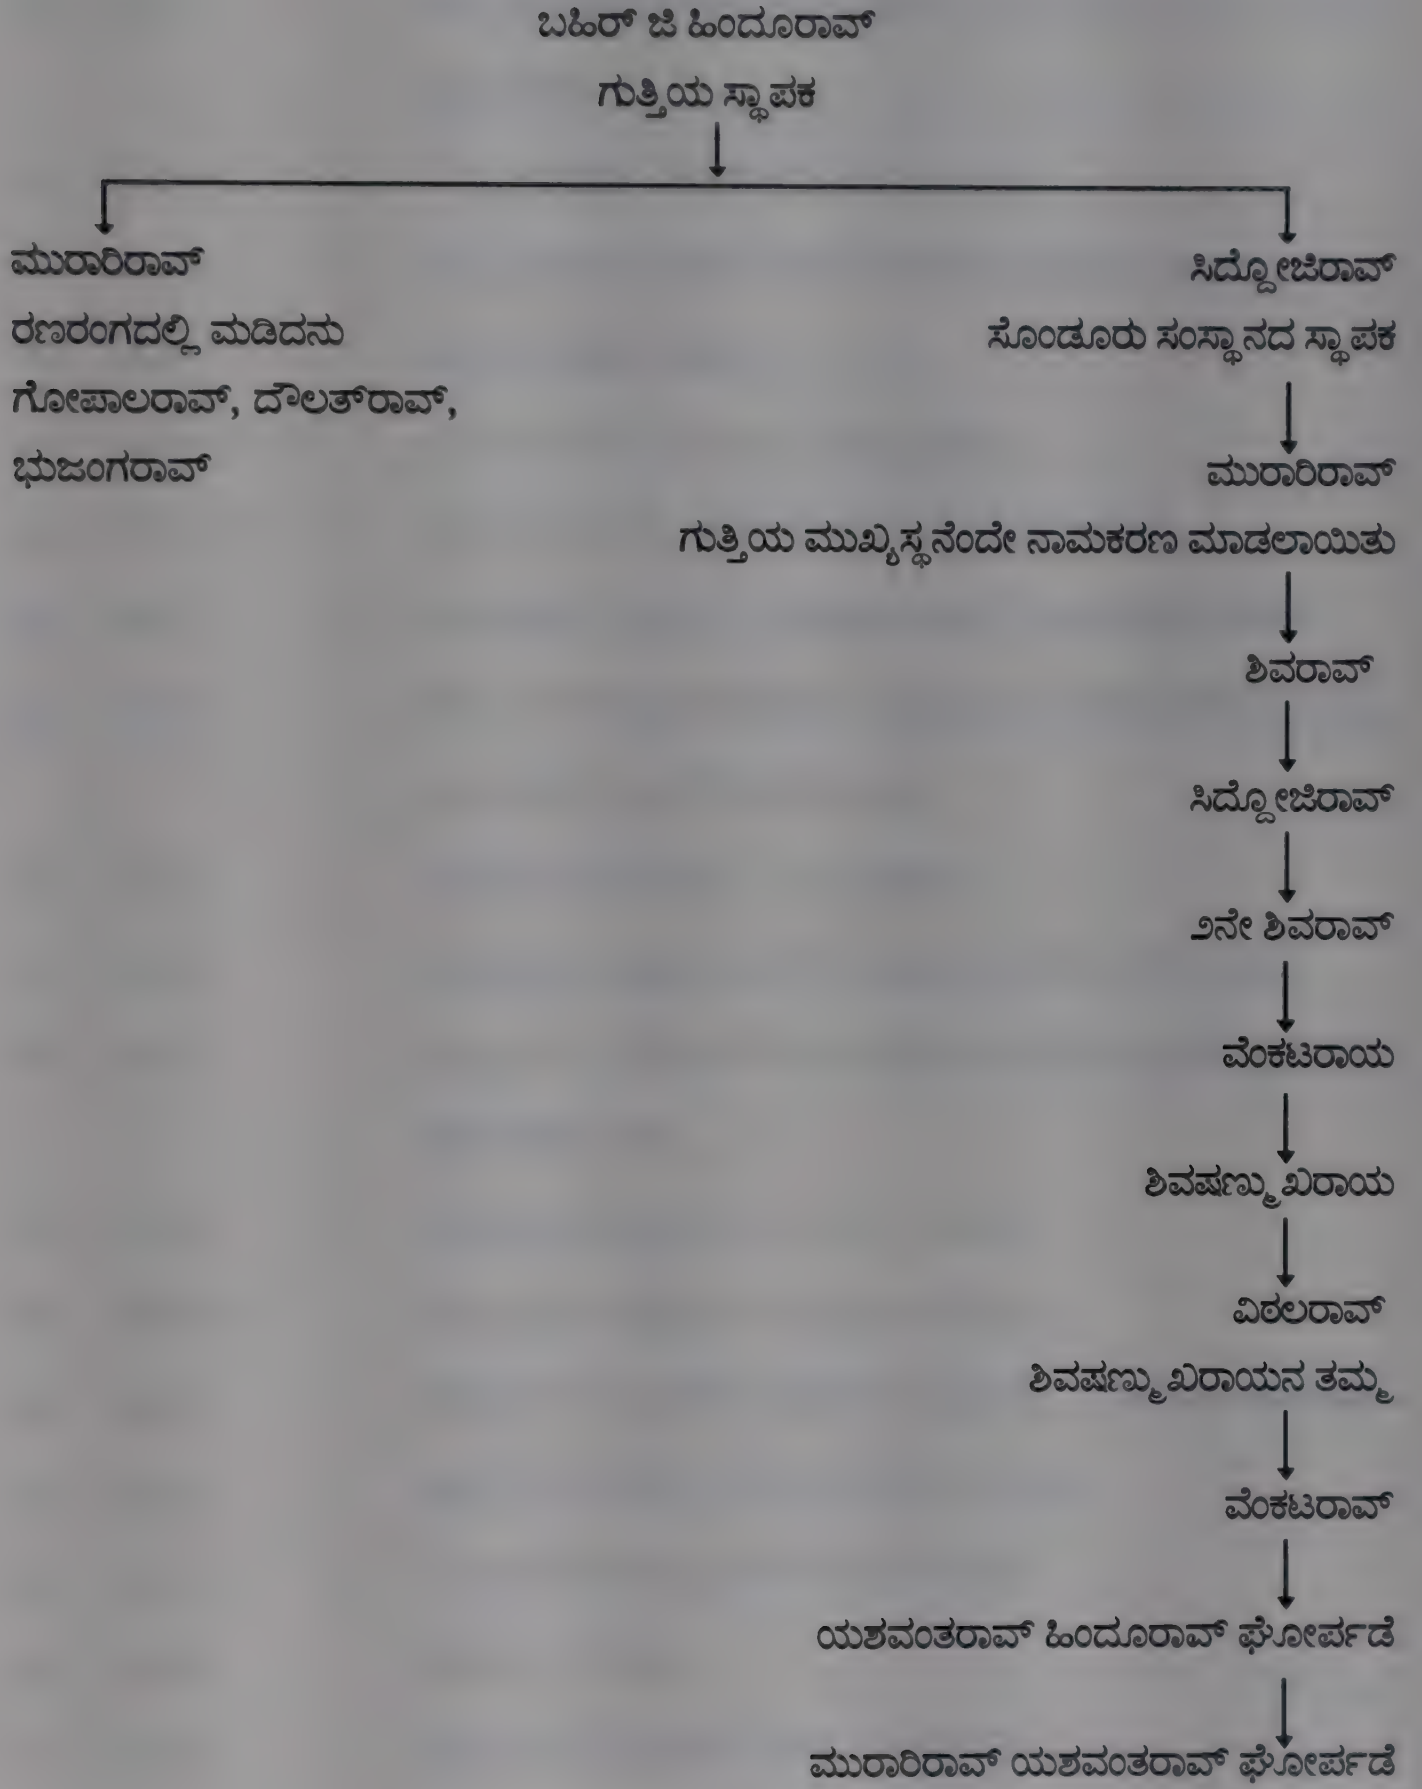 ಬಹಿರ್ ಜಿ ಹಿಂದೂರಾವ್
ಗುತ್ತಿಯ ಸ್ಥಾಪಕ
ಮುರಾರಿರಾವ್
ರಣರಂಗದಲ್ಲಿ ಮಡಿದನು
ಗೋಪಾಲರಾವ್, ದೌಲತ್‌ರಾವ್,
ಭುಜಂಗರಾವ್
ಸಿದ್ದೋಜಿರಾವ್
ಸೊಂಡೂರು ಸಂಸ್ಥಾನದ ಸ್ಥಾಪಕ
ಮುರಾರಿರಾವ್
ಗುತ್ತಿಯ ಮುಖ್ಯಸ್ಥನೆಂದೇ ನಾಮಕರಣ ಮಾಡಲಾಯಿತು
ಶಿವರಾವ್
ಸಿದ್ದೋಜಿರಾವ್
೨ನೇ ಶಿವರಾವ್
ವೆಂಕಟರಾಯ
ಶಿವಷಣ್ಮುಖರಾಯ
ವಿಠಲರಾವ್
ಶಿವಷಣ್ಮುಖರಾಯನ ತಮ್ಮ
ವೆಂಕಟರಾವ್
ಯಶವಂತರಾವ್ ಹಿಂದೂರಾವ್ ಘೋರ್ಪಡೆ
ಮುರಾರಿರಾವ್ ಯಶವಂತರಾವ್ ಘೋರ್ಪಡೆ